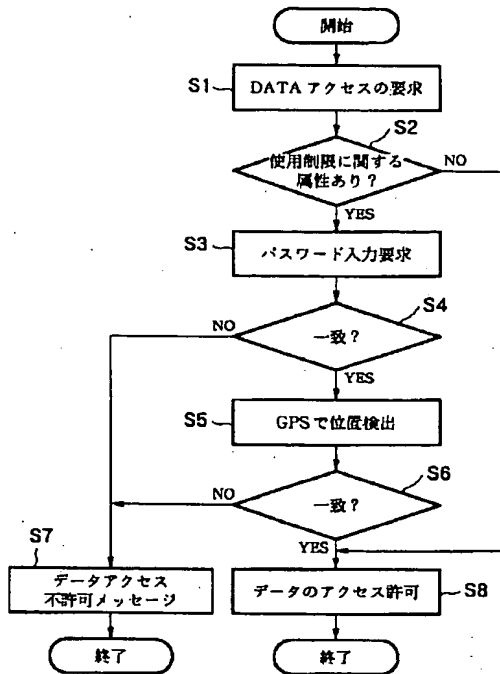 開始
S1
DATAアクセスの要求
S2
使用制限に関する
属性あり?
NO
YES
S3
パスワード入力要求
S4
一致?
NO
YES
S5
GPSで位置検出
S6
一致?
NO
YES
S7
データアクセス
不許可メッセージ
データのアクセス許可
S8
終了
終了